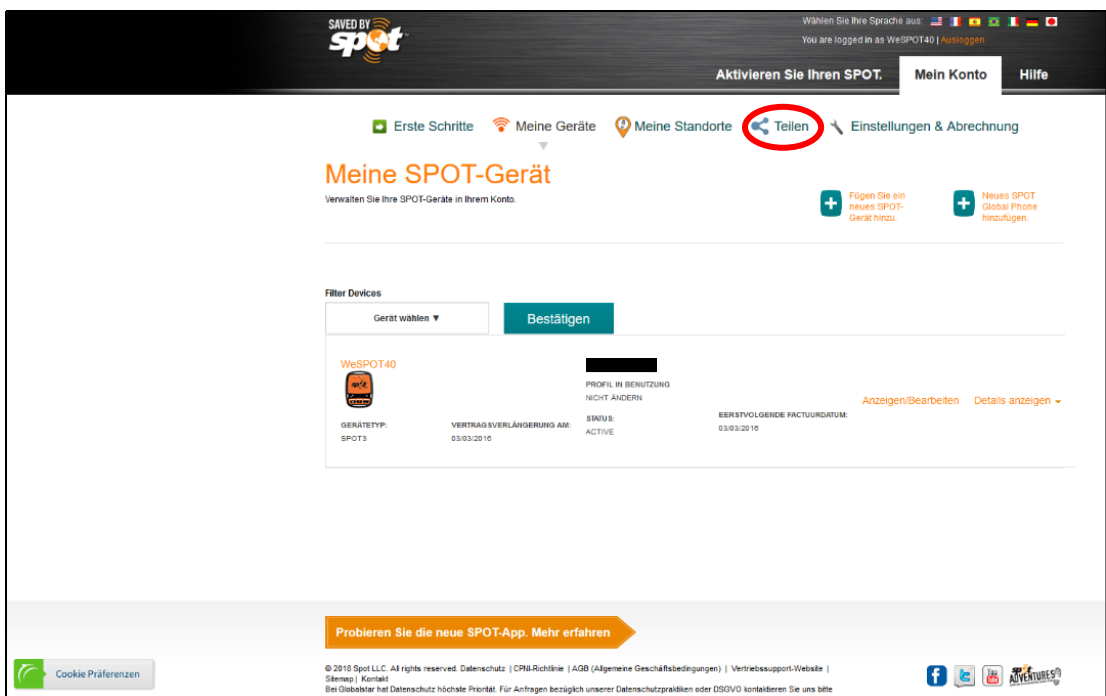 SAVED BY
spot
Wählen Sie Ihre Sprache aus:
You are logged in as WeSPOT40 | Ausloggen
Aktivieren Sie Ihren SPOT. Mein Konto Hilfe
Erste Schritte Meine Geräte Meine Standorte Teilen Einstellungen & Abrechnung
Meine SPOT-Gerät
Verwalten Sie Ihre SPOT-Geräte in Ihrem Konto.
Fügen Sie ein
neues SPOT-
Gerät hinzu.
Neues SPOT
Global Phone
hinzufügen.
Filter Devices
Gerät wählen ▼ Bestätigen
WeSPOT40
GERÄTETYP:
SPOT3
VERTRAGSVERLÄNGERUNG AM:
03/03/2016
PROFIL IN BENUTZUNG
NICHT ÄNDERN
STATUS:
ACTIVE
EERSTVOLGENDE FACTUURDATUM:
03/03/2016
Anzeigen/Bearbeiten Details anzeigen
Probieren Sie die neue SPOT-App. Mehr erfahren
Cookie Präferenzen
© 2018 Spot LLC. All rights reserved. Datenschutz | CPNI-Richtlinie | AGB (Allgemeine Geschäftsbedingungen) | Vertriebssupport-Website |
Sitemap | Kontakt
Bei Globalstar hat Datenschutz höchste Priorität. Für Anfragen bezüglich unserer Datenschutzpraktiken oder DSGVO kontaktieren Sie uns bitte
SPOT
ADVENTURES